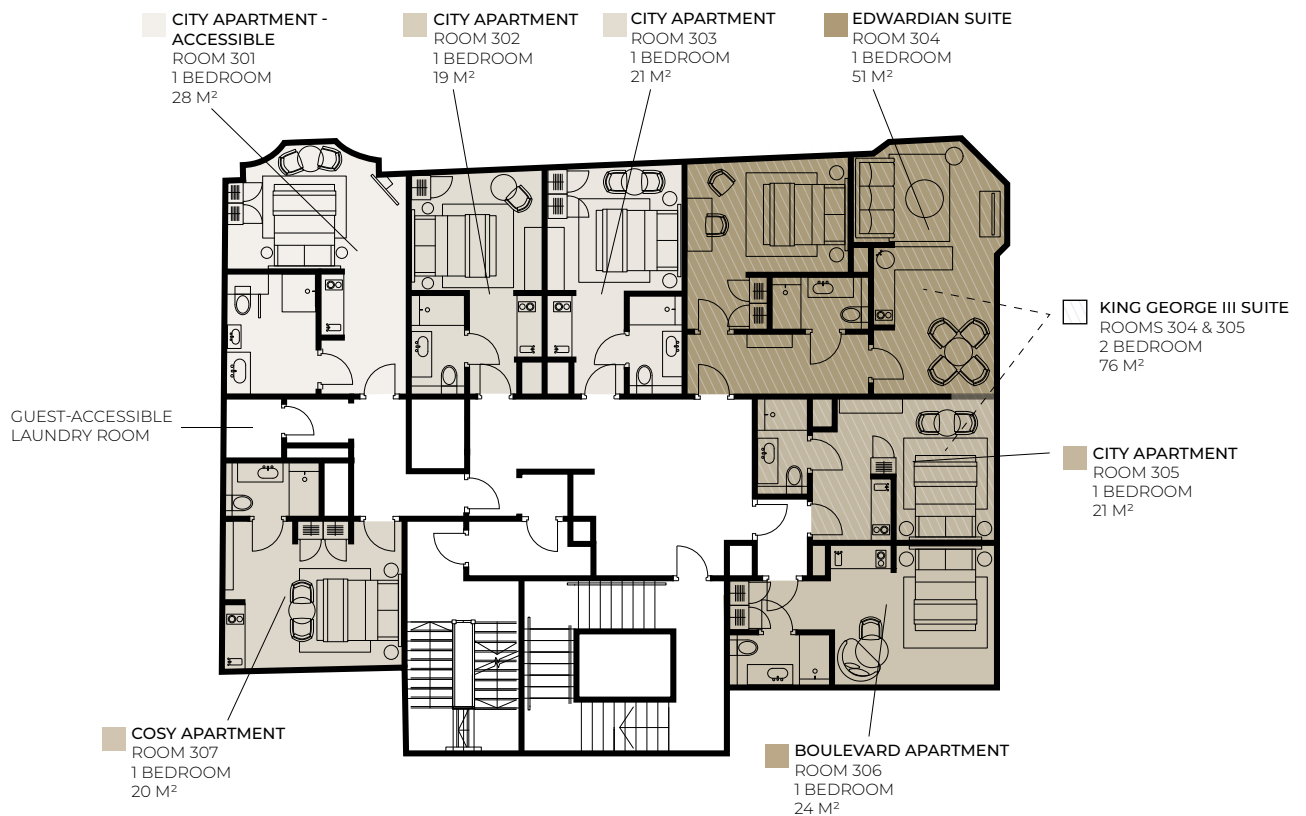 CITY APARTMENT -
ACCESSIBLE
ROOM 301
1 BEDROOM
28 M²
CITY APARTMENT
ROOM 302
1 BEDROOM
19 M²
CITY APARTMENT
ROOM 303
1 BEDROOM
21 M²
EDWARDIAN SUITE
ROOM 304
1 BEDROOM
51 M²
KING GEORGE III SUITE
ROOMS 304 & 305
2 BEDROOM
76 M²
GUEST-ACCESSIBLE
LAUNDRY ROOM
CITY APARTMENT
ROOM 305
1 BEDROOM
21 M²
COSY APARTMENT
ROOM 307
1 BEDROOM
20 M²
BOULEVARD APARTMENT
ROOM 306
1 BEDROOM
24 M²